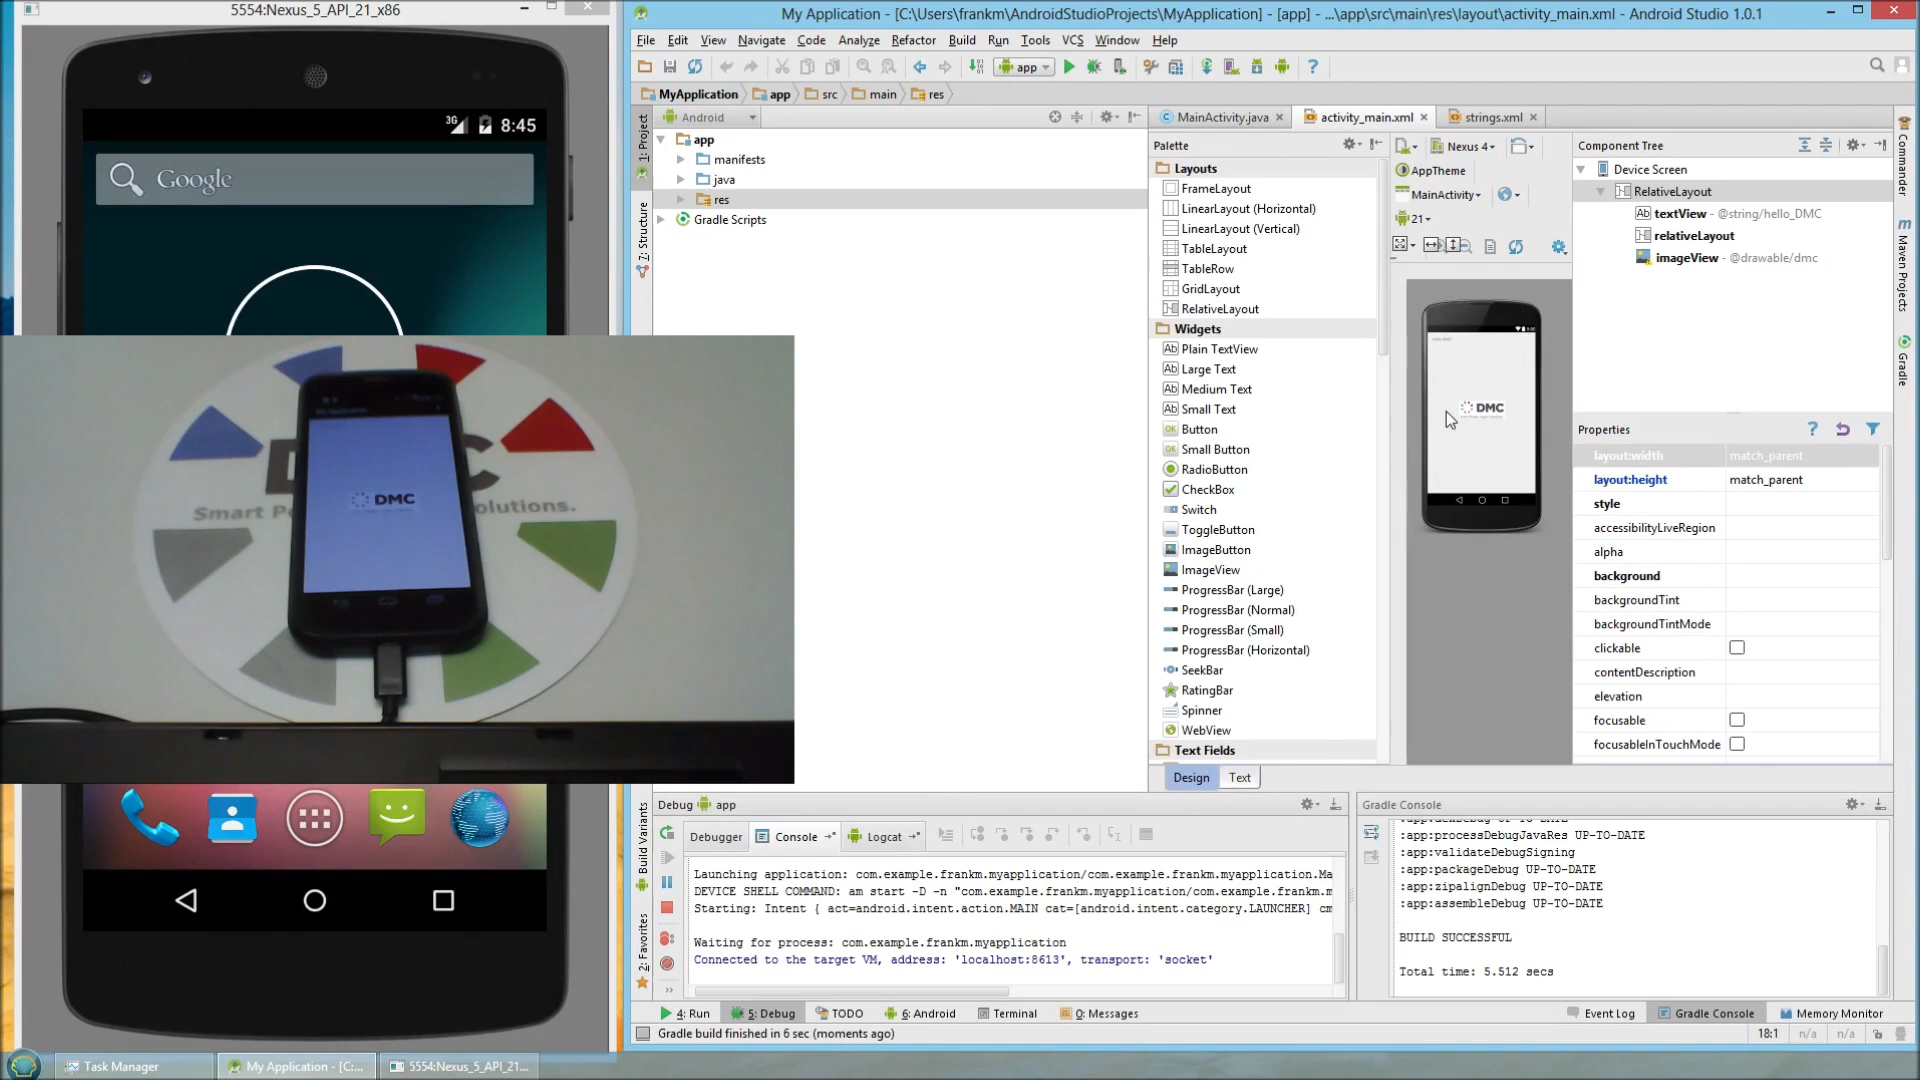 5554:Nexus_5_API_21_x86
3G 8:45
Google
DMC
My Application - [C:\Users\frankm\AndroidStudioProjects\MyApplication] - [app] - ...\app\src\main\res\layout\activity_main.xml - Android Studio 1.0.1
File Edit View Navigate Code Analyze Refactor Build Run Tools VCS Window Help
app
MyApplication app src main res
1: Project
7: Structure
Android
app
manifests
java
res
Gradle Scripts
MainActivity.java activity_main.xml strings.xml
Palette
Layouts
FrameLayout
LinearLayout (Horizontal)
LinearLayout (Vertical)
TableLayout
TableRow
GridLayout
RelativeLayout
Widgets
Plain TextView
Large Text
Medium Text
Small Text
Button
Small Button
RadioButton
CheckBox
Switch
ToggleButton
ImageButton
ImageView
ProgressBar (Large)
ProgressBar (Normal)
ProgressBar (Small)
ProgressBar (Horizontal)
SeekBar
RatingBar
Spinner
WebView
Text Fields
Design Text
Nexus 4
AppTheme
MainActivity
21
DMC
Component Tree
Device Screen
RelativeLayout
textView - @string/hello_DMC
relativeLayout
imageView - @drawable/dmc
Properties
layout:width match_parent
layout:height match_parent
style
accessibilityLiveRegion
alpha
background
backgroundTint
backgroundTintMode
clickable
contentDescription
elevation
focusable
focusableInTouchMode
Commander
Maven Projects
Gradle
Build Variants
2: Favorites
Debug app
Debugger Console Logcat
Launching application: com.example.frankm.myapplication/com.example.frankm.myapplication.Ma
DEVICE SHELL COMMAND: am start -D -n "com.example.frankm.myapplication/com.example.frankm.m
Starting: Intent { act=android.intent.action.MAIN cat=[android.intent.category.LAUNCHER] cm
Waiting for process: com.example.frankm.myapplication
Connected to the target VM, address: 'localhost:8613', transport: 'socket'
Gradle Console
:app:processDebugJavaRes UP-TO-DATE
:app:validateDebugSigning
:app:packageDebug UP-TO-DATE
:app:zipalignDebug UP-TO-DATE
:app:assembleDebug UP-TO-DATE
BUILD SUCCESSFUL
Total time: 5.512 secs
4: Run 5: Debug TODO 6: Android Terminal 0: Messages Event Log Gradle Console Memory Monitor
Gradle build finished in 6 sec (moments ago) 18:1 n/a n/a
Task Manager My Application - [C:... 5554:Nexus_5_API_21...